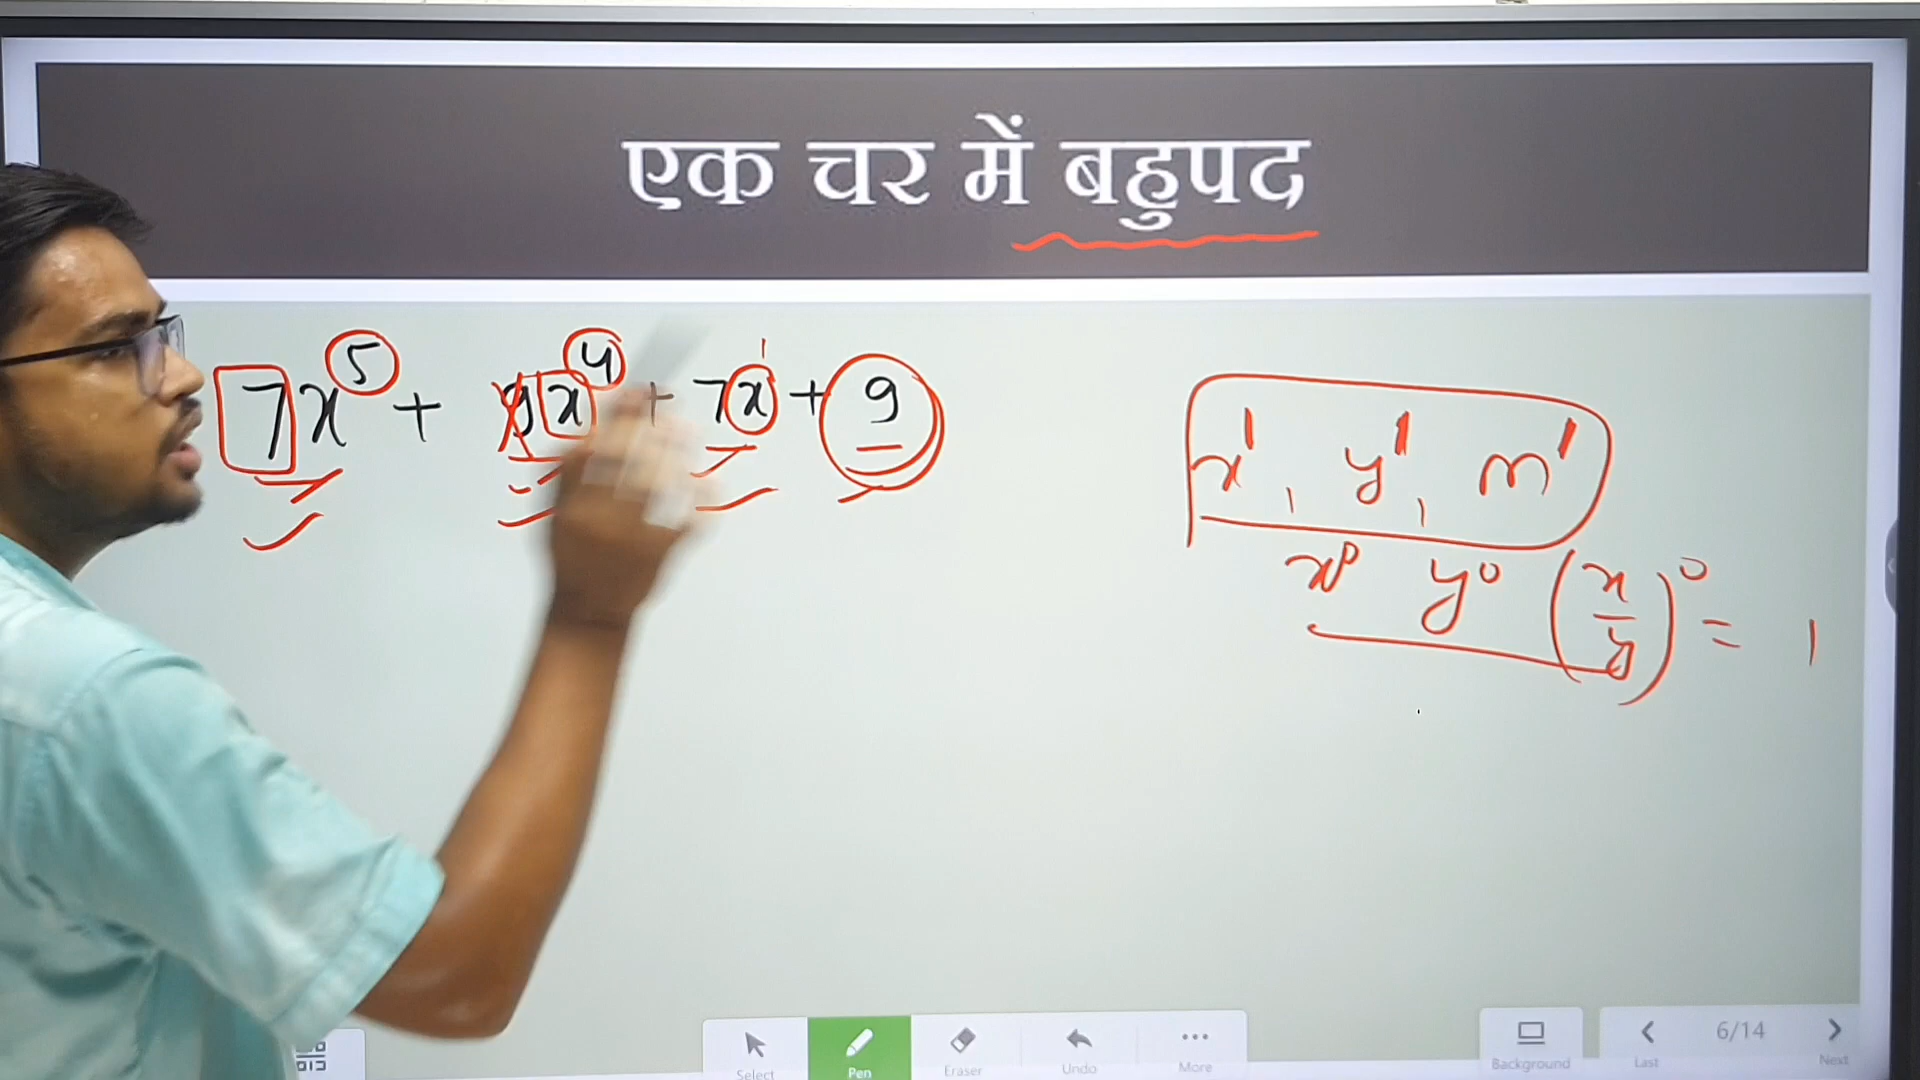 एक चर में बहुपद
7x⁵ + 9x⁴ + 7x¹ + 9
x¹, y¹, m¹
x⁰ y⁰ (x/y)⁰ = 1
Select Pen Eraser Undo More Background Last 6/14 Next